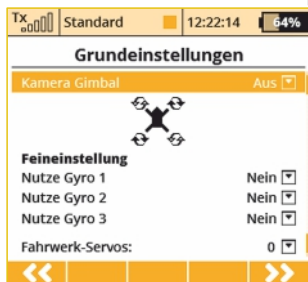 Tx Standard 12:22:14 64%
Grundeinstellungen
Kamera Gimbal Aus
Feineinstellung
Nutze Gyro 1 Nein
Nutze Gyro 2 Nein
Nutze Gyro 3 Nein
Fahrwerk-Servos: 0